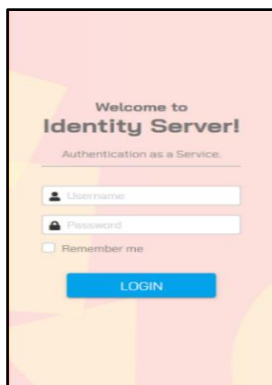 Welcome to
Identity Server!
Authentication as a Service.
Username
Password
Remember me
LOGIN